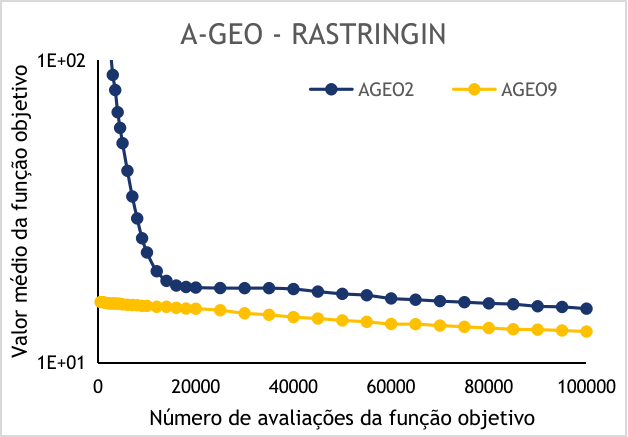 A-GEO - RASTRINGIN
1E+02
AGEO2
AGEO9
Valor médio da função objetivo
1E+01
0
20000
40000
60000
80000
100000
Número de avaliações da função objetivo